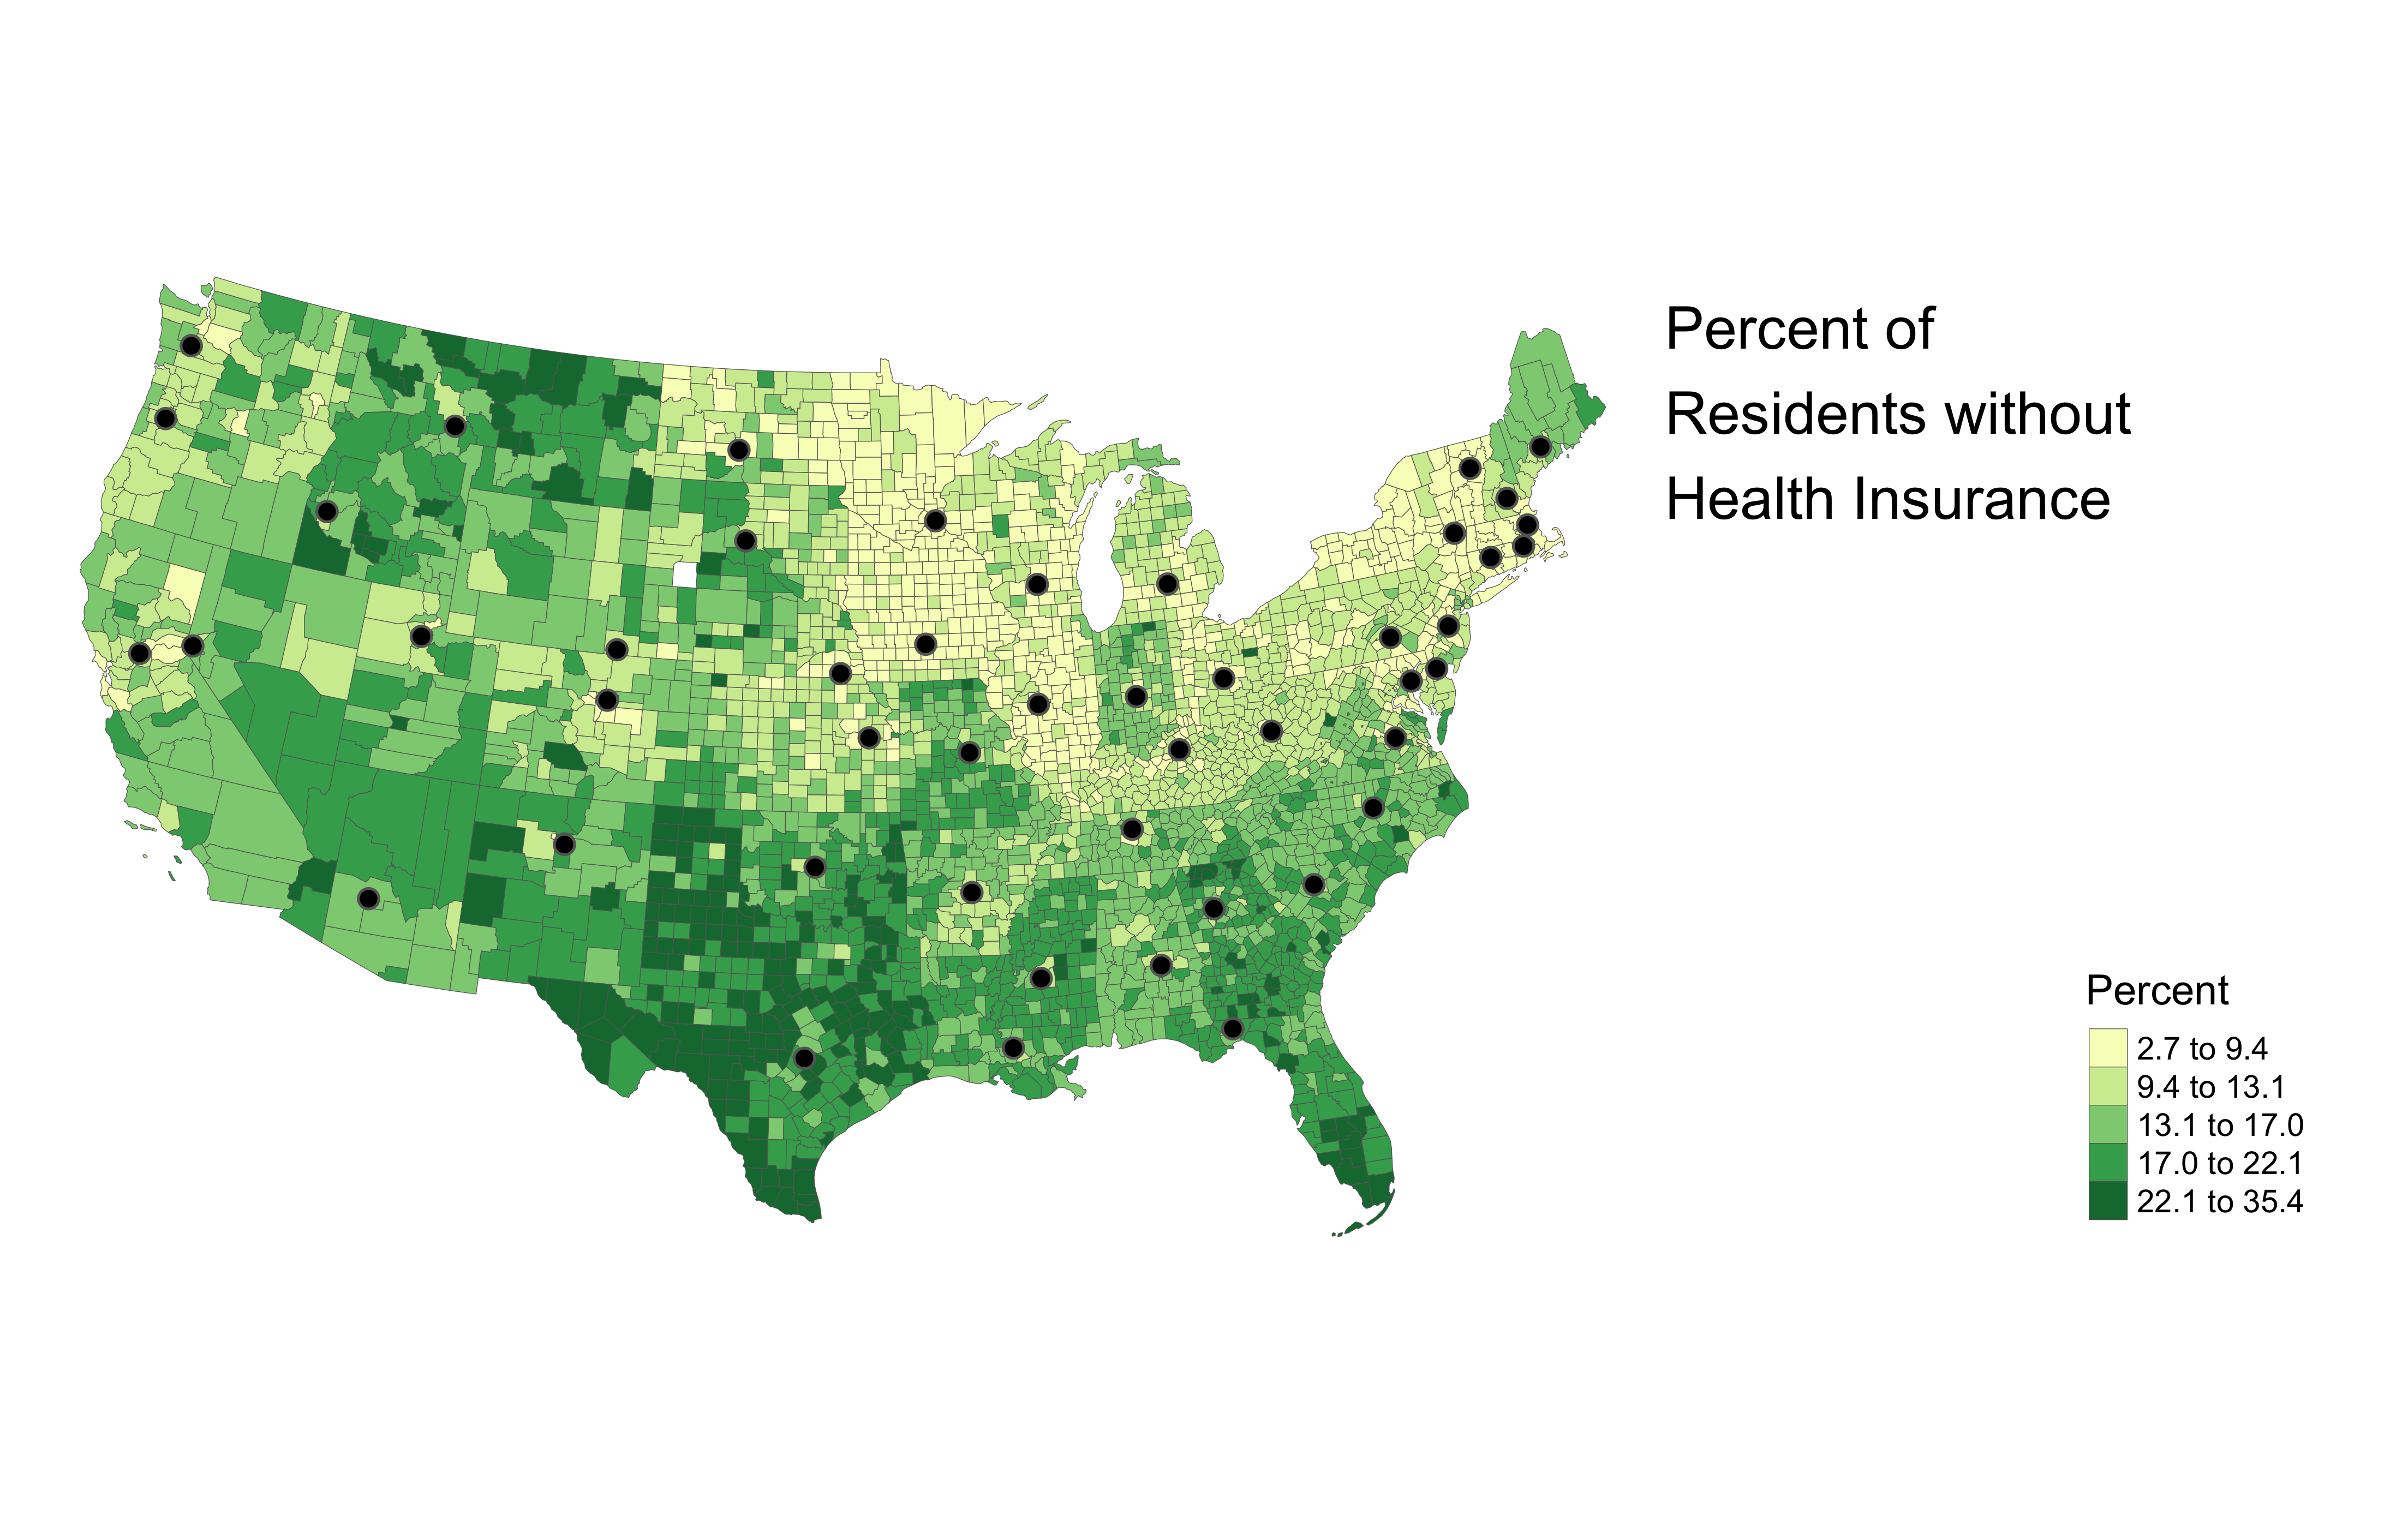 Percent of
Residents without
Health Insurance
Percent
2.7 to 9.4
9.4 to 13.1
13.1 to 17.0
17.0 to 22.1
22.1 to 35.4